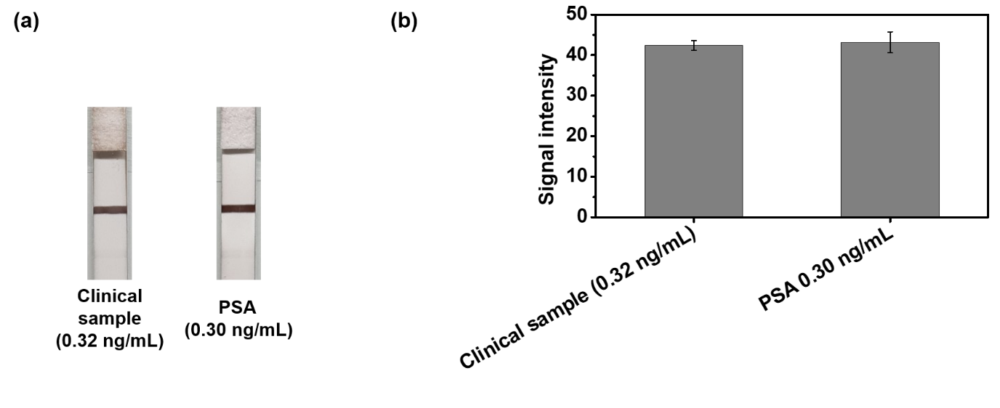 (a)
Clinical
sample
(0.32 ng/mL)
PSA
(0.30 ng/mL)
(b)
Signal intensity
50
40
30
20
10
0
Clinical sample (0.32 ng/mL)
PSA 0.30 ng/mL